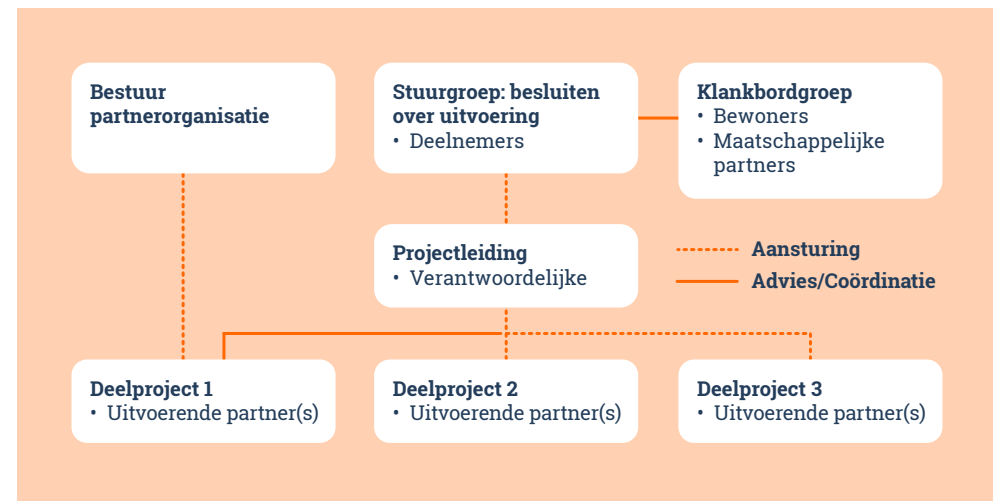 Bestuur
partnerorganisatie
Stuurgroep: besluiten
over uitvoering
• Deelnemers
Klankbordgroep
• Bewoners
• Maatschappelijke
partners
Projectleiding
• Verantwoordelijke
Aansturing
Advies/Coördinatie
Deelproject 1
• Uitvoerende partner(s)
Deelproject 2
• Uitvoerende partner(s)
Deelproject 3
• Uitvoerende partner(s)